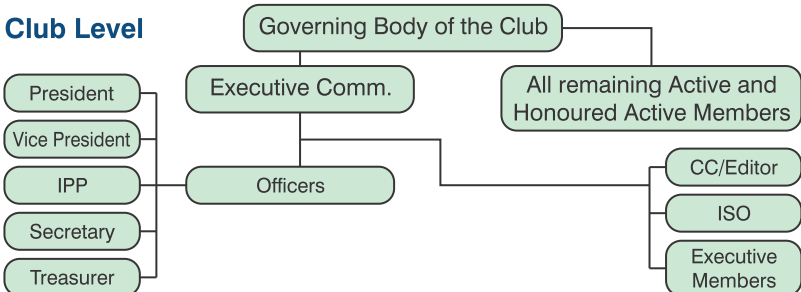 Club Level
Governing Body of the Club
Executive Comm.
All remaining Active and
Honoured Active Members
President
Vice President
IPP
Secretary
Treasurer
Officers
CC/Editor
ISO
Executive
Members